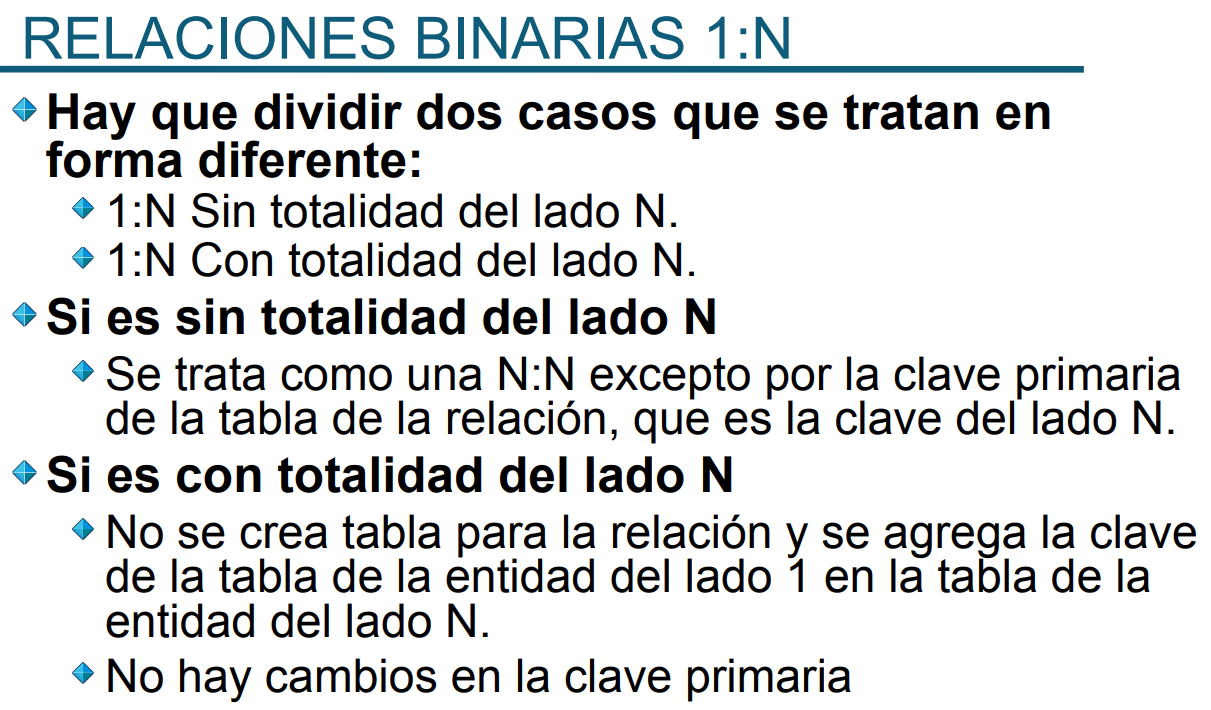 RELACIONES BINARIAS 1:N
Hay que dividir dos casos que se tratan en
forma diferente:
1:N Sin totalidad del lado N.
1:N Con totalidad del lado N.
Si es sin totalidad del lado N
Se trata como una N:N excepto por la clave primaria
de la tabla de la relación, que es la clave del lado N.
Si es con totalidad del lado N
No se crea tabla para la relación y se agrega la clave
de la tabla de la entidad del lado 1 en la tabla de la
entidad del lado N.
No hay cambios en la clave primaria